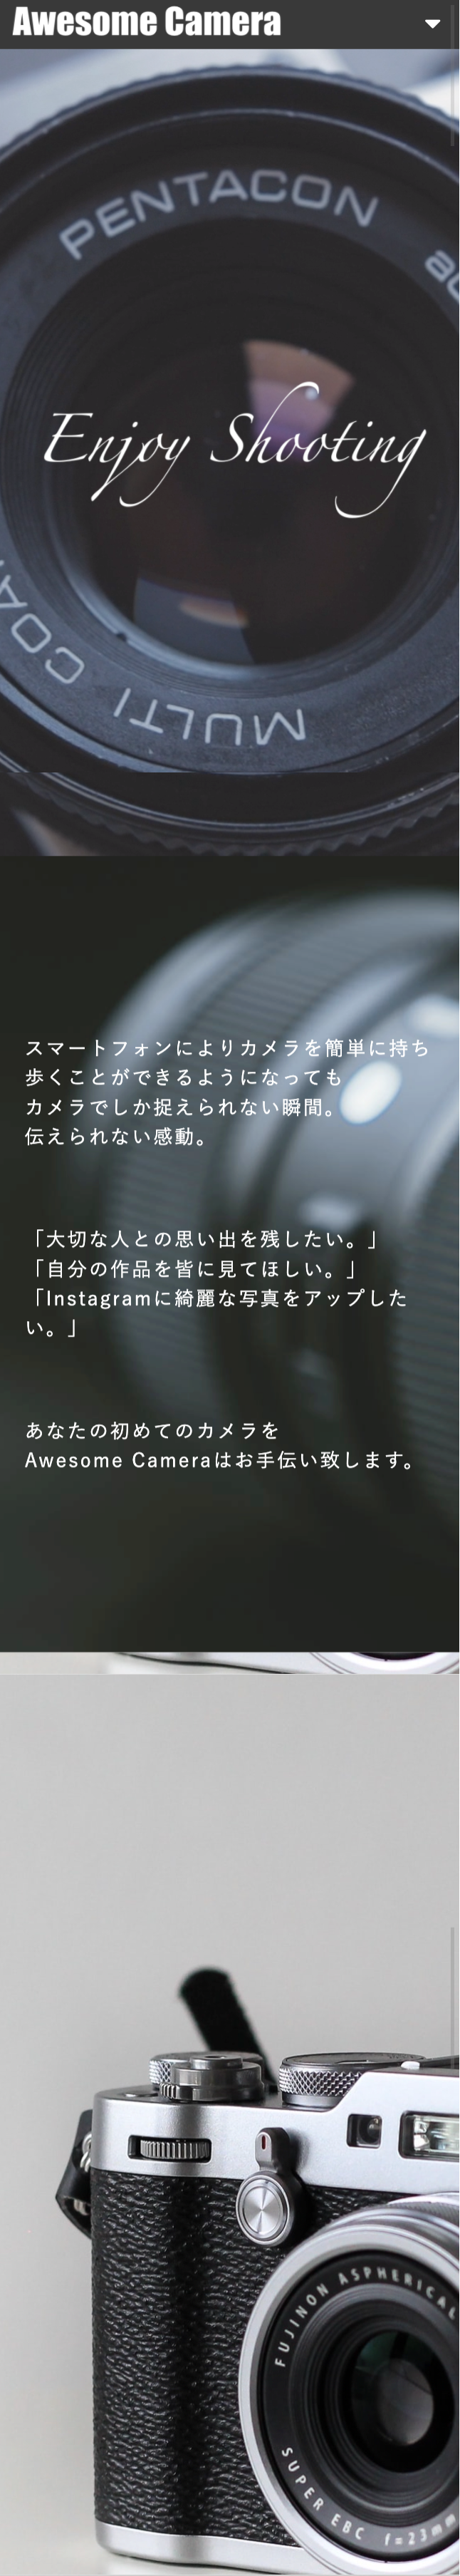 Awesome Camera
PENTACON
Enjoy Shooting
MULTI
スマートフォンによりカメラを簡単に持ち
歩くことができるようになっても
カメラでしか捉えられない瞬間。
伝えられない感動。
「大切な人との思い出を残したい。」
「自分の作品を皆に見てほしい。」
「Instagramに綺麗な写真をアップした
い。」
あなたの初めてのカメラを
Awesome Cameraはお手伝い致します。
FUJINON ASPHERICAL
SUPER EBC f=23mm